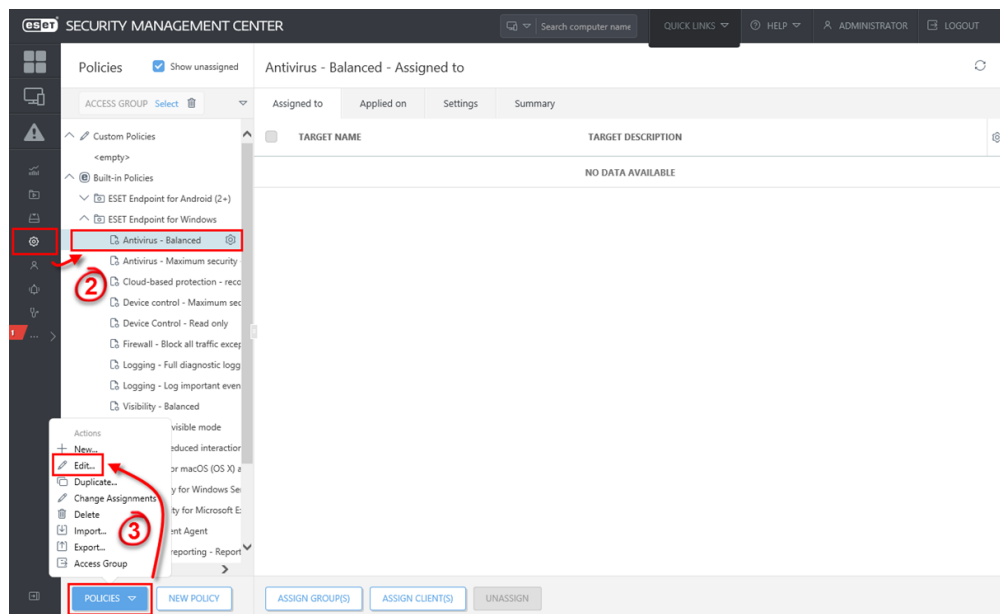 eset SECURITY MANAGEMENT CENTER
Search computer name
QUICK LINKS
HELP
ADMINISTRATOR
LOGOUT
Policies
Show unassigned
ACCESS GROUP Select
Custom Policies
<empty>
Built-in Policies
ESET Endpoint for Android (2+)
ESET Endpoint for Windows
Antivirus - Balanced
Antivirus - Maximum security
Cloud-based protection - reco
Device control - Maximum sec
Device Control - Read only
Firewall - Block all traffic excep
Logging - Full diagnostic logg
Logging - Log important even
Visibility - Balanced
visible mode
educed interaction
or macOS (OS X) a
y for Windows Se
ity for Microsoft E
ent Agent
reporting - Report
2
Actions
New...
Edit...
Duplicate...
Change Assignments
Delete
Import...
Export...
Access Group
3
POLICIES
NEW POLICY
Antivirus - Balanced - Assigned to
Assigned to
Applied on
Settings
Summary
TARGET NAME
TARGET DESCRIPTION
NO DATA AVAILABLE
ASSIGN GROUP(S)
ASSIGN CLIENT(S)
UNASSIGN